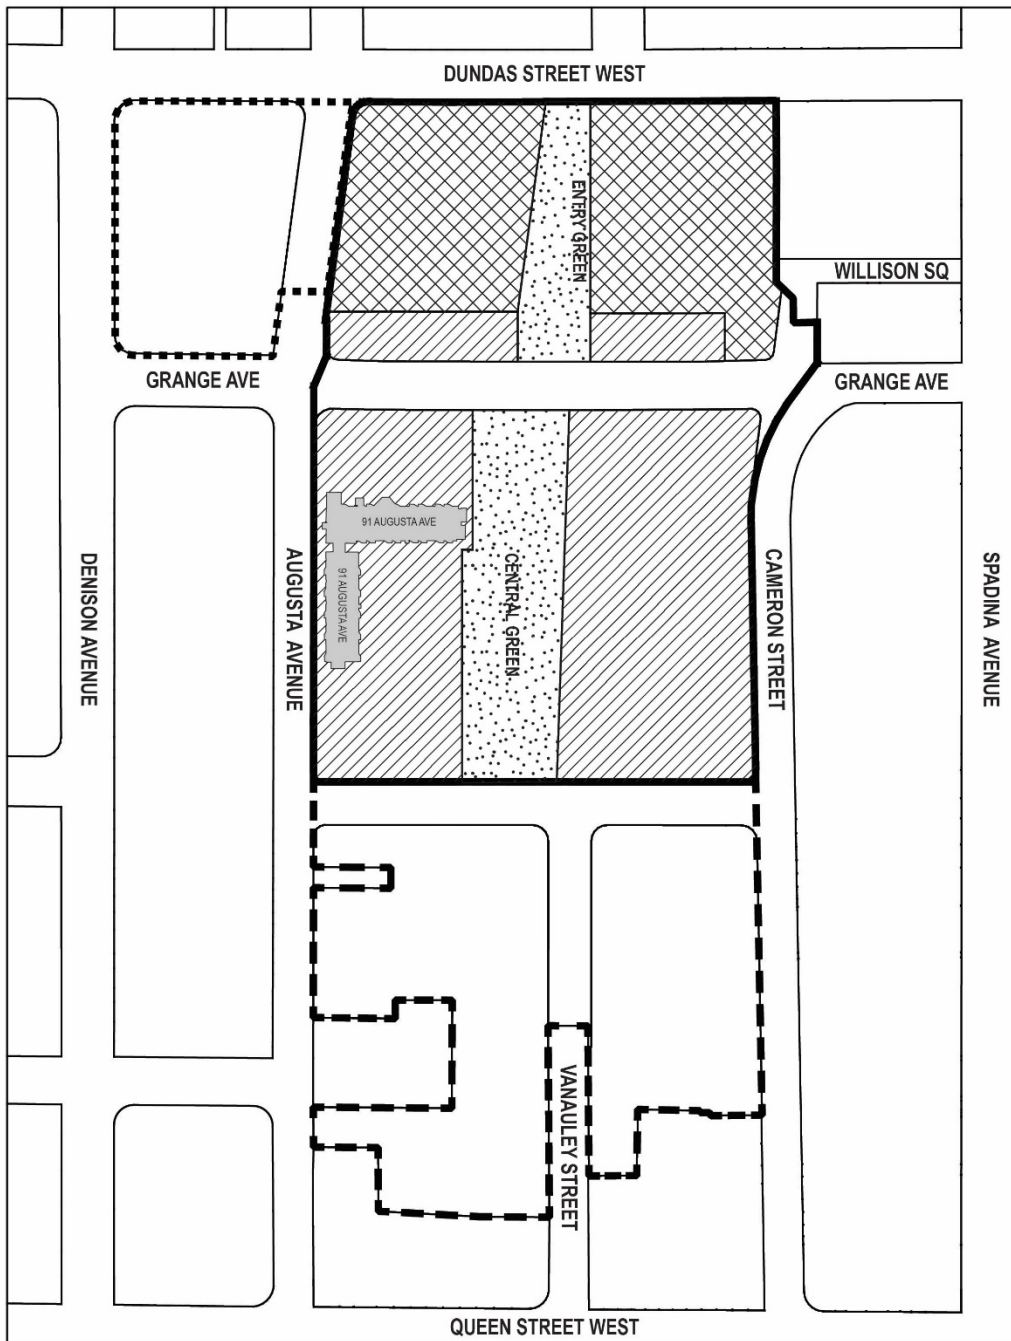 DUNDAS STREET WEST
ENTRY GREEN
WILLISON SQ
GRANGE AVE
GRANGE AVE
91 AUGUSTA AVE
91 AUGUSTA AVE
CENTRAL GREEN
DENISON AVENUE
AUGUSTA AVENUE
CAMERON STREET
SPADINA AVENUE
VANAULEY STREET
QUEEN STREET WEST